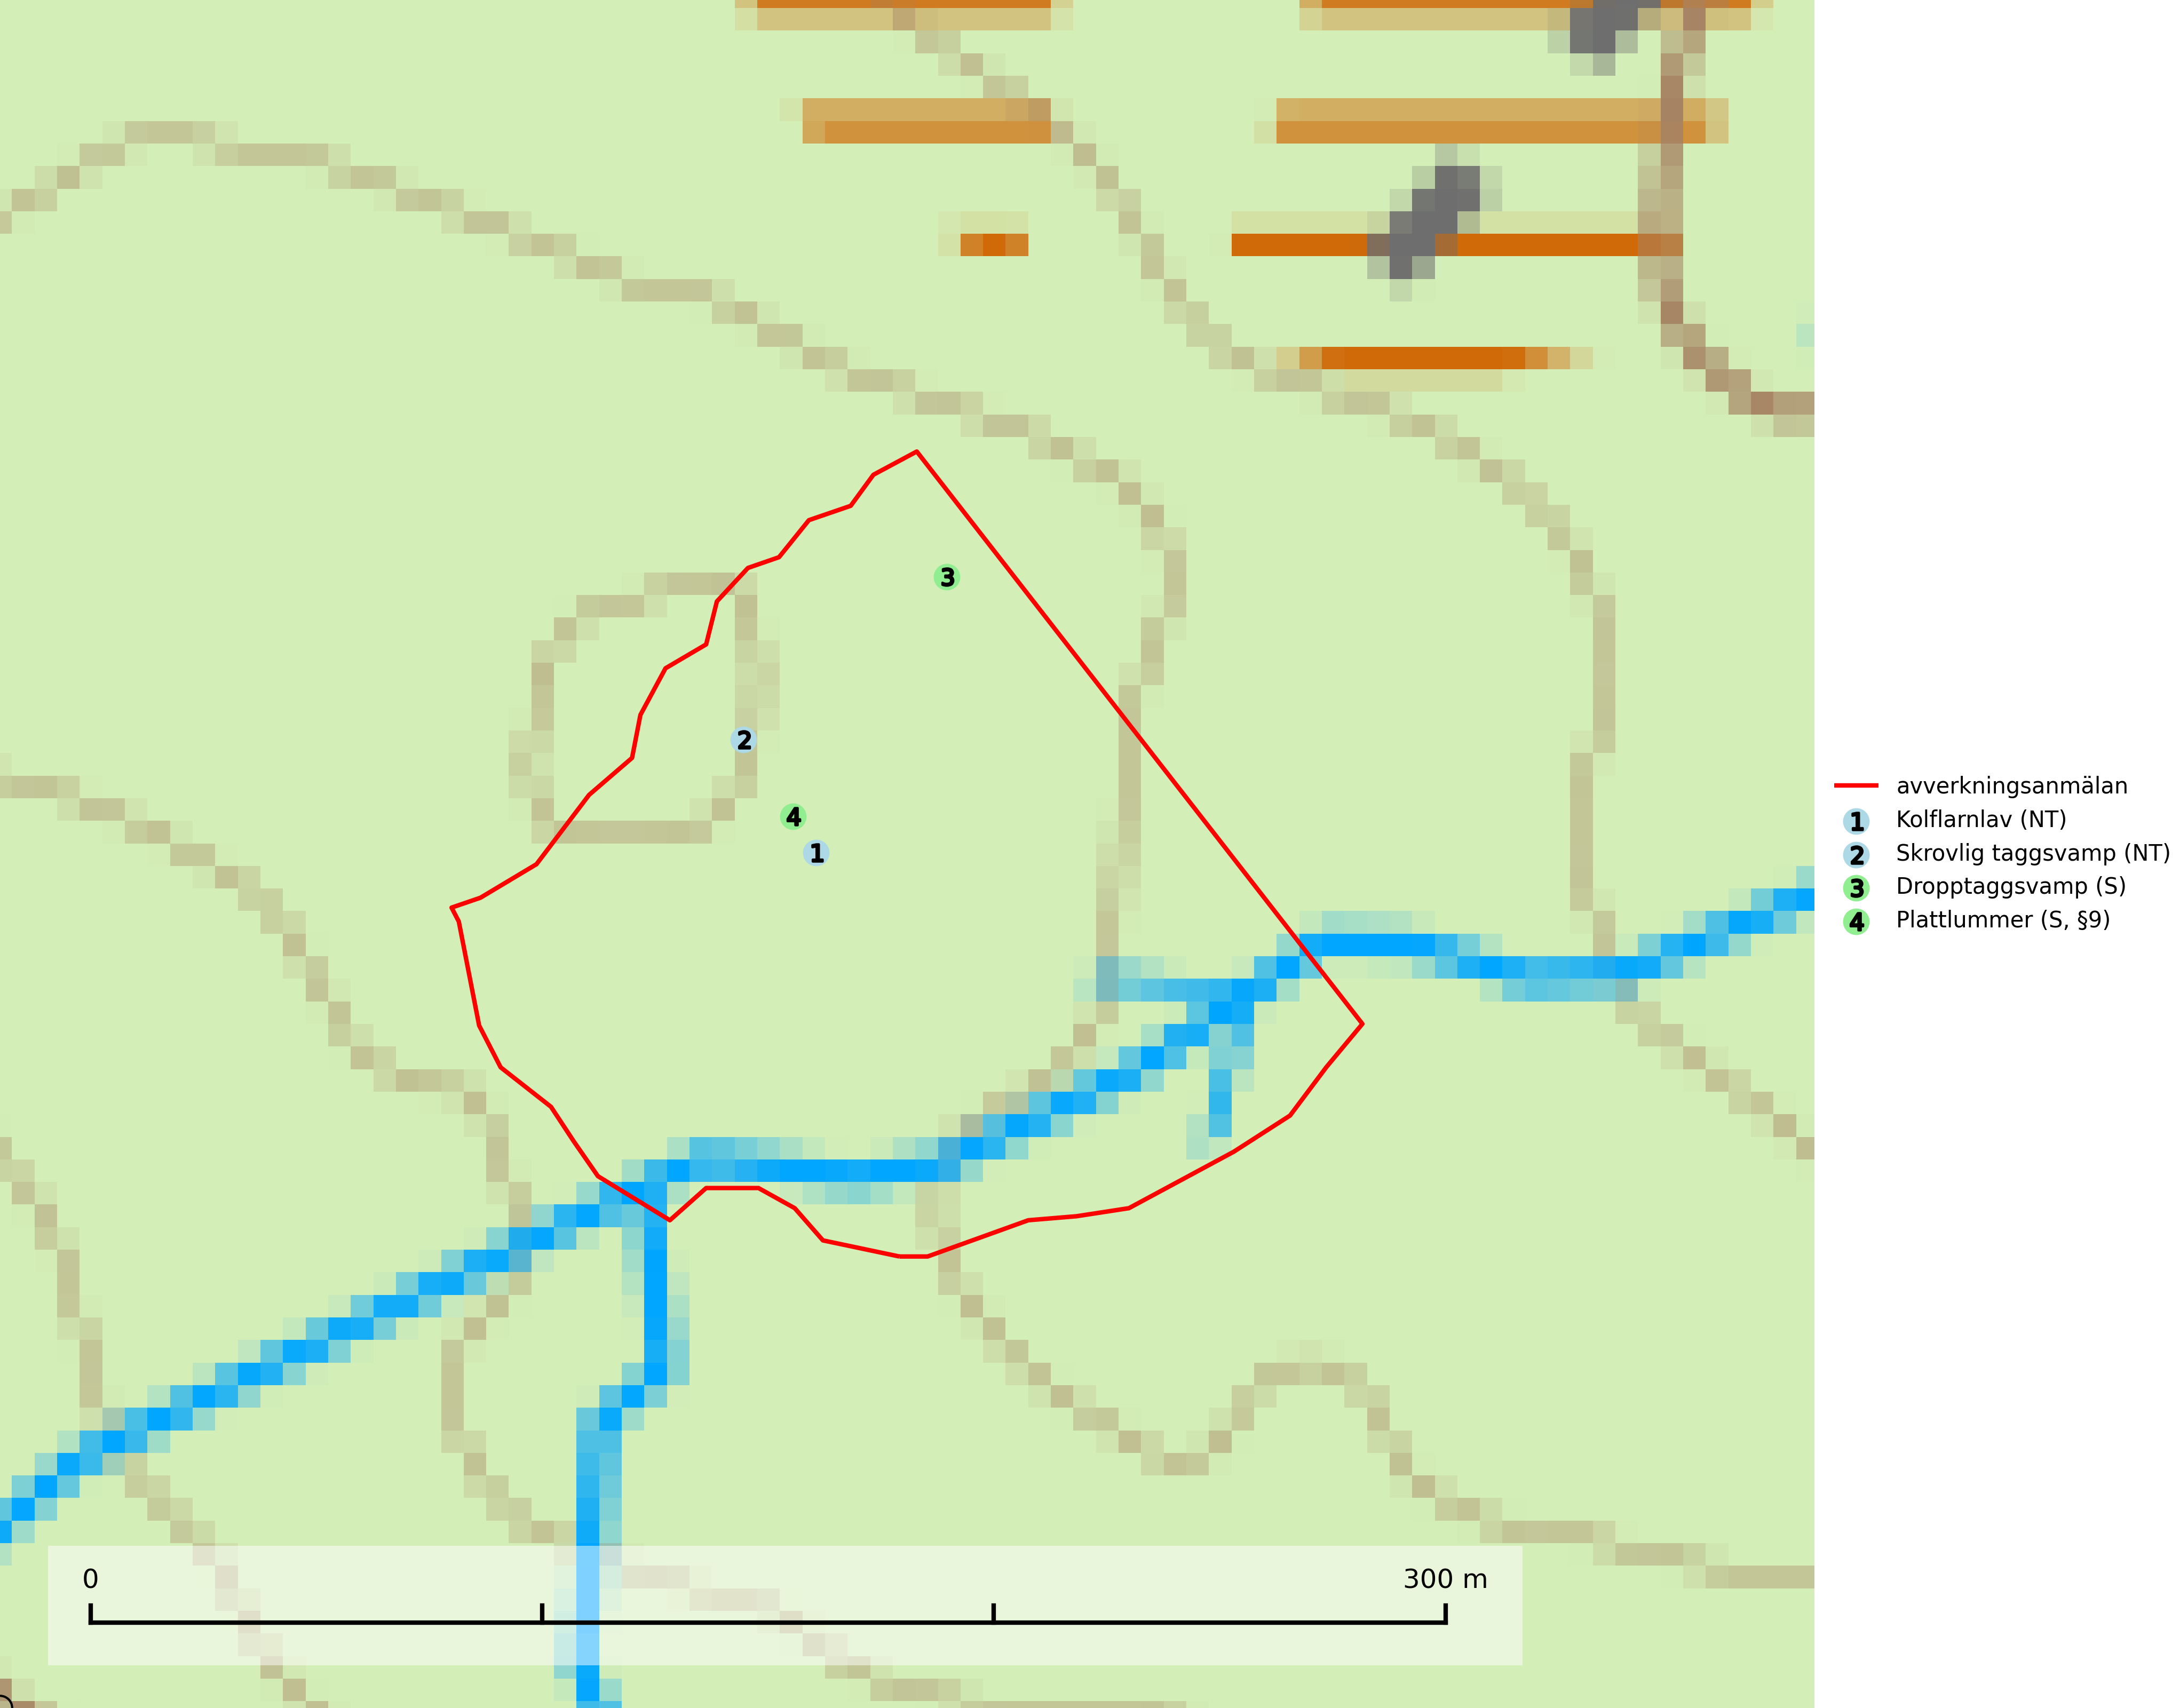 3
2
4
1
avverkningsanmälan
1 Kolflarnlav (NT)
2 Skrovlig taggsvamp (NT)
3 Dropptaggsvamp (S)
4 Plattlummer (S, §9)
0 300 m